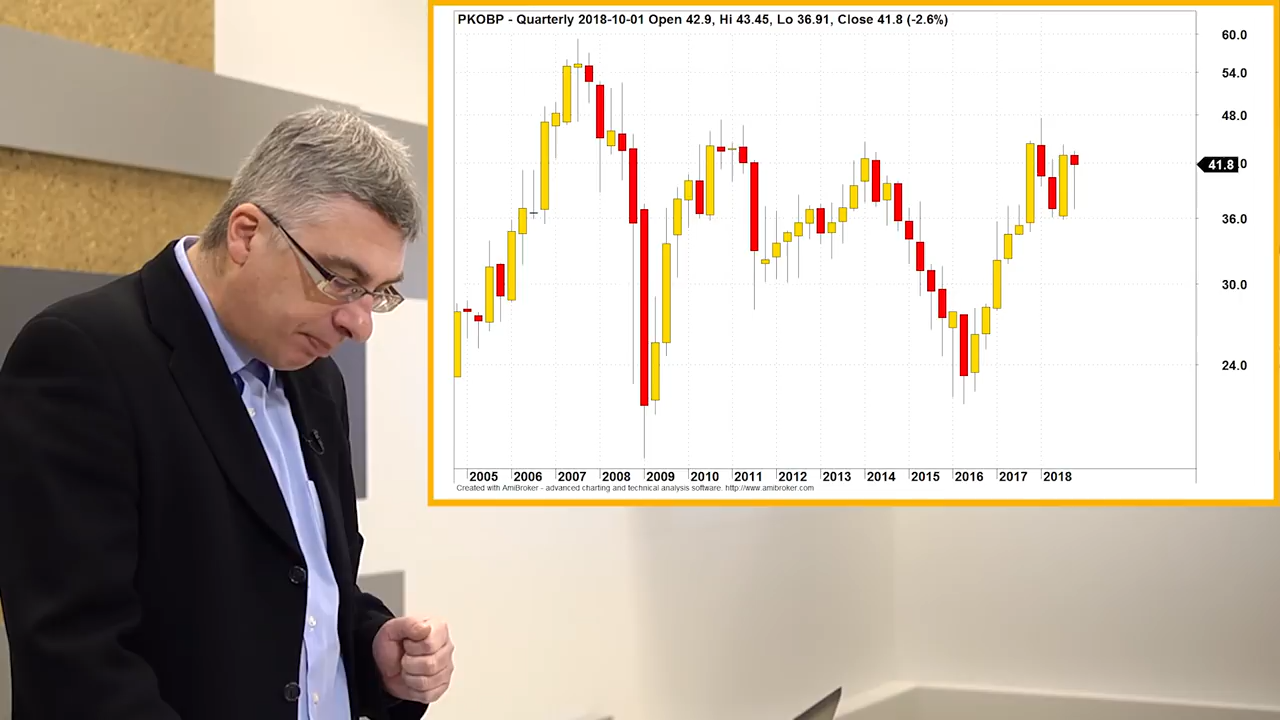 PKOBP - Quarterly 2018-10-01 Open 42.9, Hi 43.45, Lo 36.91, Close 41.8 (-2.6%)
60.0
54.0
48.0
41.8
36.0
30.0
24.0
2005 2006 2007 2008 2009 2010 2011 2012 2013 2014 2015 2016 2017 2018
Created with AmiBroker - advanced charting and technical analysis software. http://www.amibroker.com